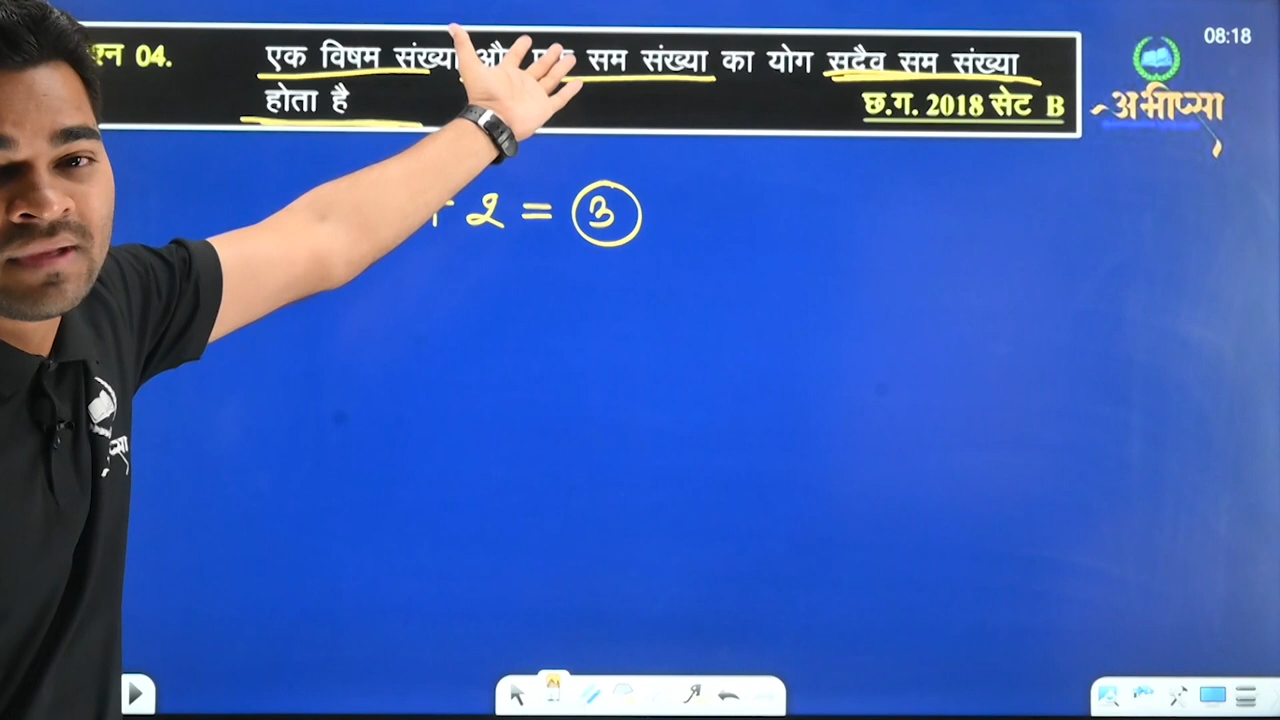 08:18
04.
एक विषम संख्या सम संख्या का योग सदैव सम संख्या
होता है
छ.ग. 2018 सेट B
अभीप्सा
+ 2 = 3